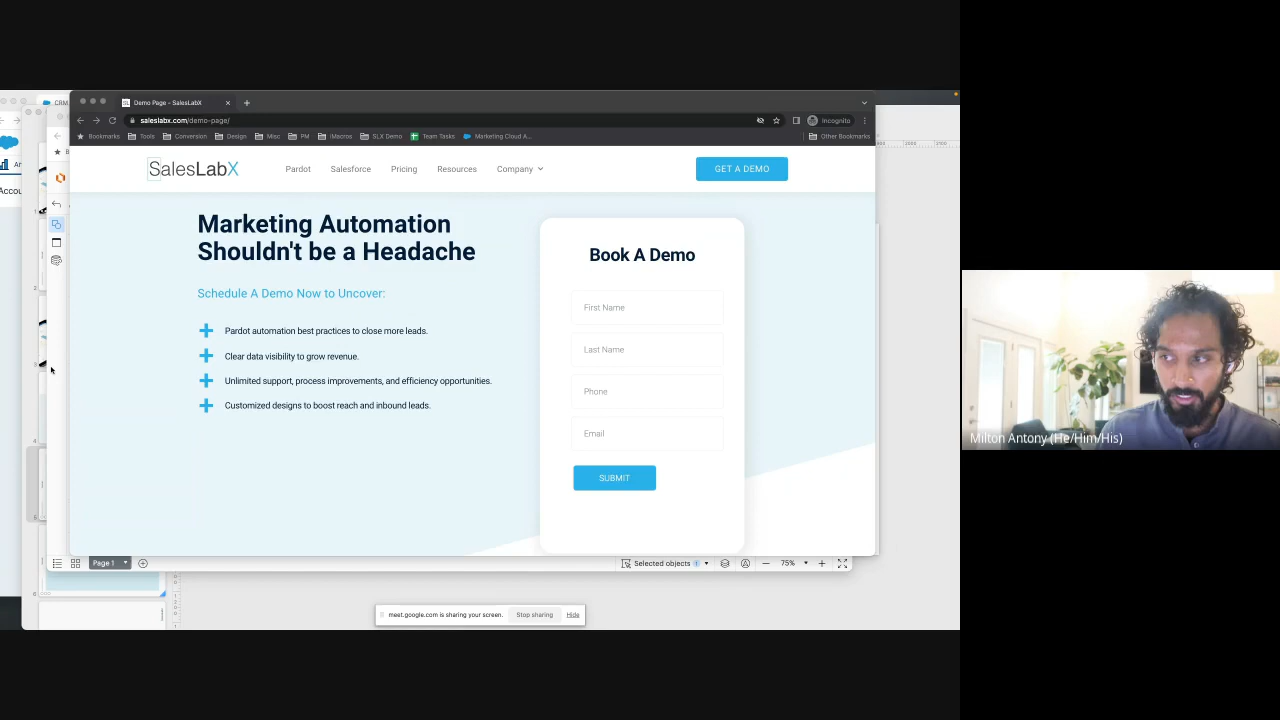 CRM
Demo Page - SalesLabX
saleslabx.com/demo-page/
Incognito
Bookmarks
Tools
Conversion
Design
Misc
PM
iMacros
SLX Demo
Team Tasks
Marketing Cloud A...
Other Bookmarks
SalesLabX
Pardot
Salesforce
Pricing
Resources
Company
GET A DEMO
Marketing Automation
Shouldn't be a Headache
Schedule A Demo Now to Uncover:
Pardot automation best practices to close more leads.
Clear data visibility to grow revenue.
Unlimited support, process improvements, and efficiency opportunities.
Customized designs to boost reach and inbound leads.
Book A Demo
First Name
Last Name
Phone
Email
SUBMIT
Page 1
Selected objects
75%
meet.google.com is sharing your screen.
Stop sharing
Hide
Milton Antony (He/Him/His)